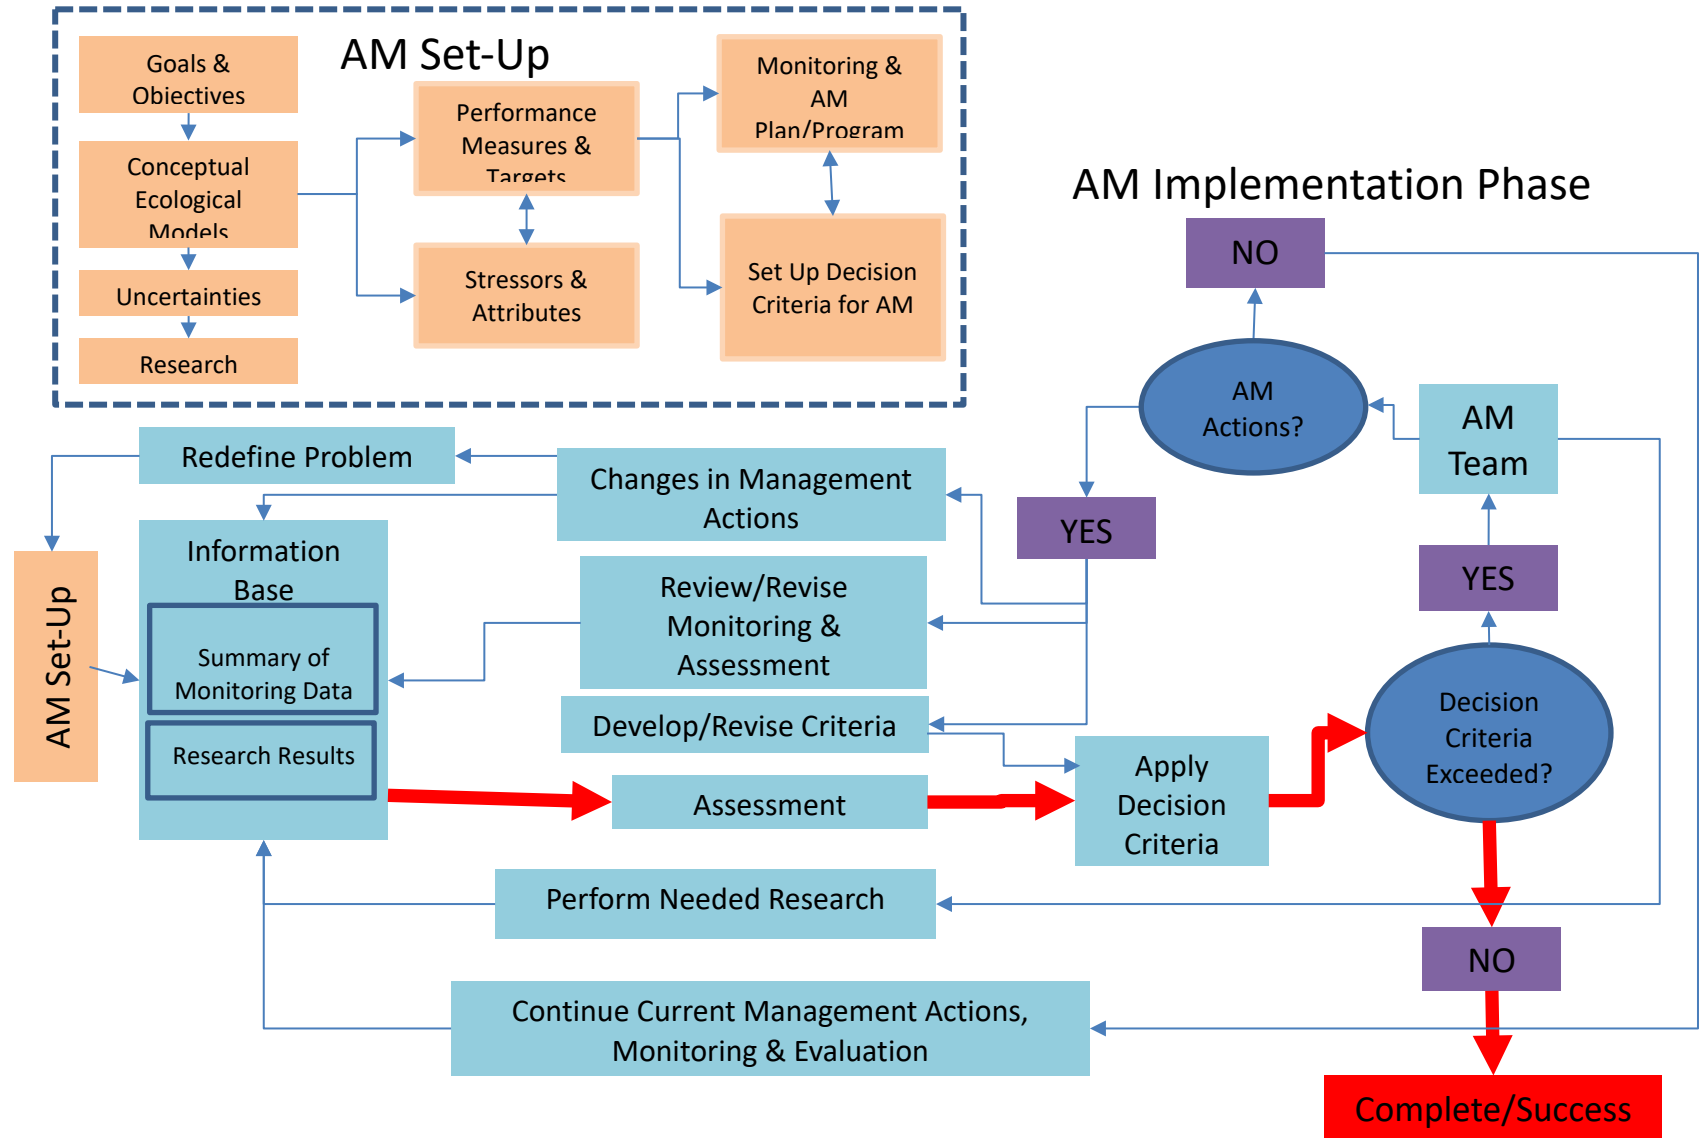 AM Set-Up
Goals &
Objectives
Conceptual
Ecological
Models
Uncertainties
Research
Performance
Measures &
Targets
Stressors &
Attributes
Monitoring &
AM
Plan/Program
Set Up Decision
Criteria for AM
AM Implementation Phase
NO
AM
Actions?
AM
Team
YES
YES
Decision
Criteria
Exceeded?
Redefine Problem
Changes in Management
Actions
Information
Base
Summary of
Monitoring Data
Research Results
AM Set-Up
Review/Revise
Monitoring &
Assessment
Develop/Revise Criteria
Assessment
Apply
Decision
Criteria
Perform Needed Research
NO
Continue Current Management Actions,
Monitoring & Evaluation
Complete/Success